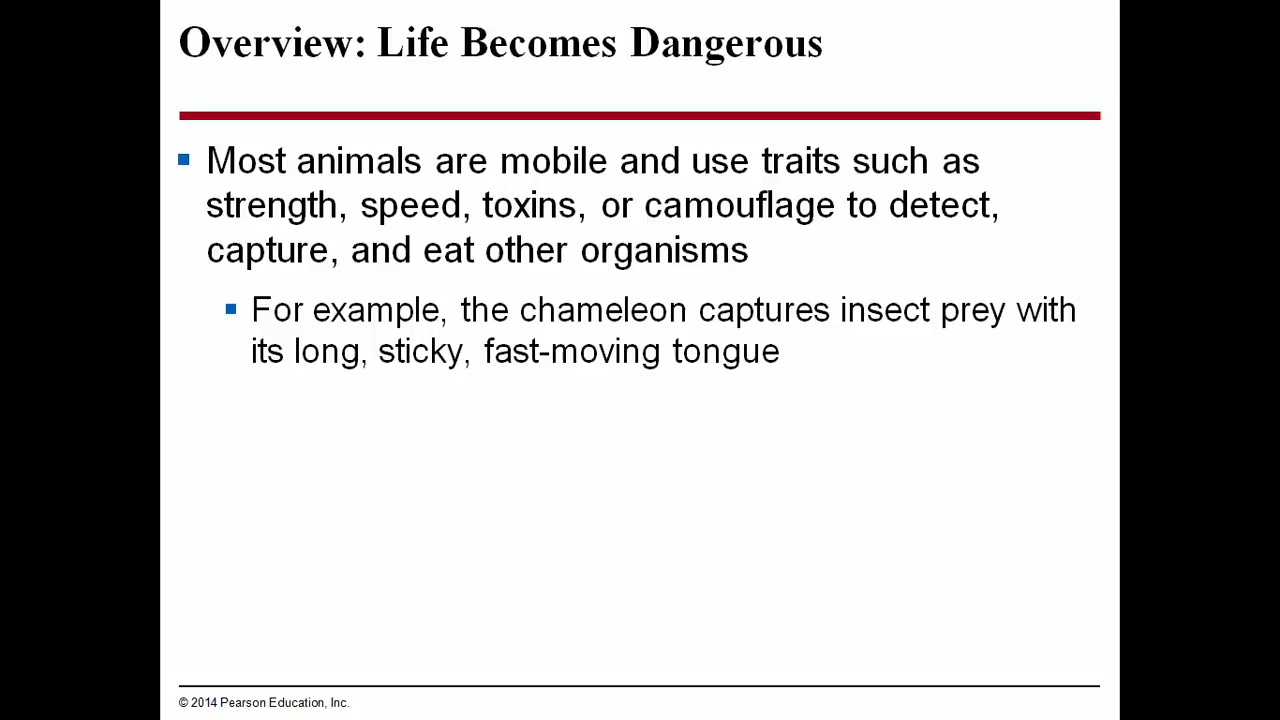 Overview: Life Becomes Dangerous
Most animals are mobile and use traits such as
strength, speed, toxins, or camouflage to detect,
capture, and eat other organisms
For example, the chameleon captures insect prey with
its long, sticky, fast-moving tongue
© 2014 Pearson Education, Inc.